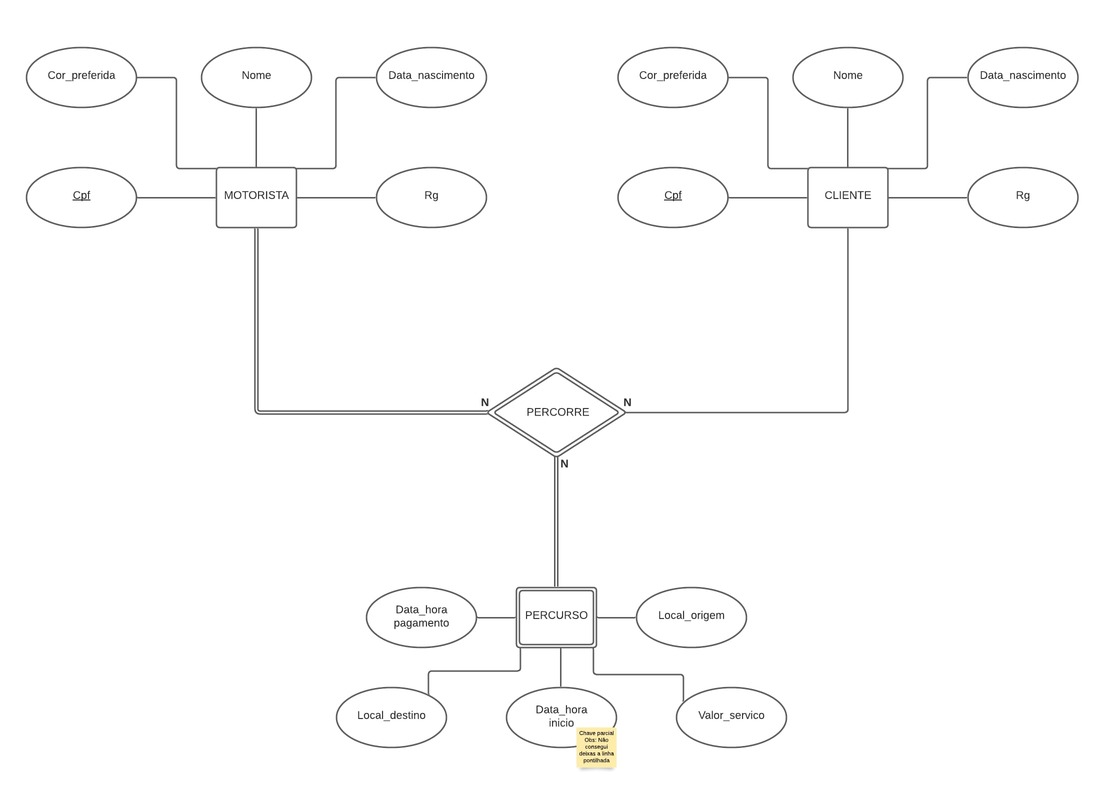 Cor_preferida
Nome
Data_nascimento
Cor_preferida
Nome
Data_nascimento
Cpf
MOTORISTA
Rg
Cpf
CLIENTE
Rg
N
PERCORRE
N
N
Data_hora
pagamento
PERCURSO
Local_origem
Local_destino
Data_hora
inicio
Valor_servico
Chave parcial
Obs: Não
consegui
deixas a linha
pontilhada